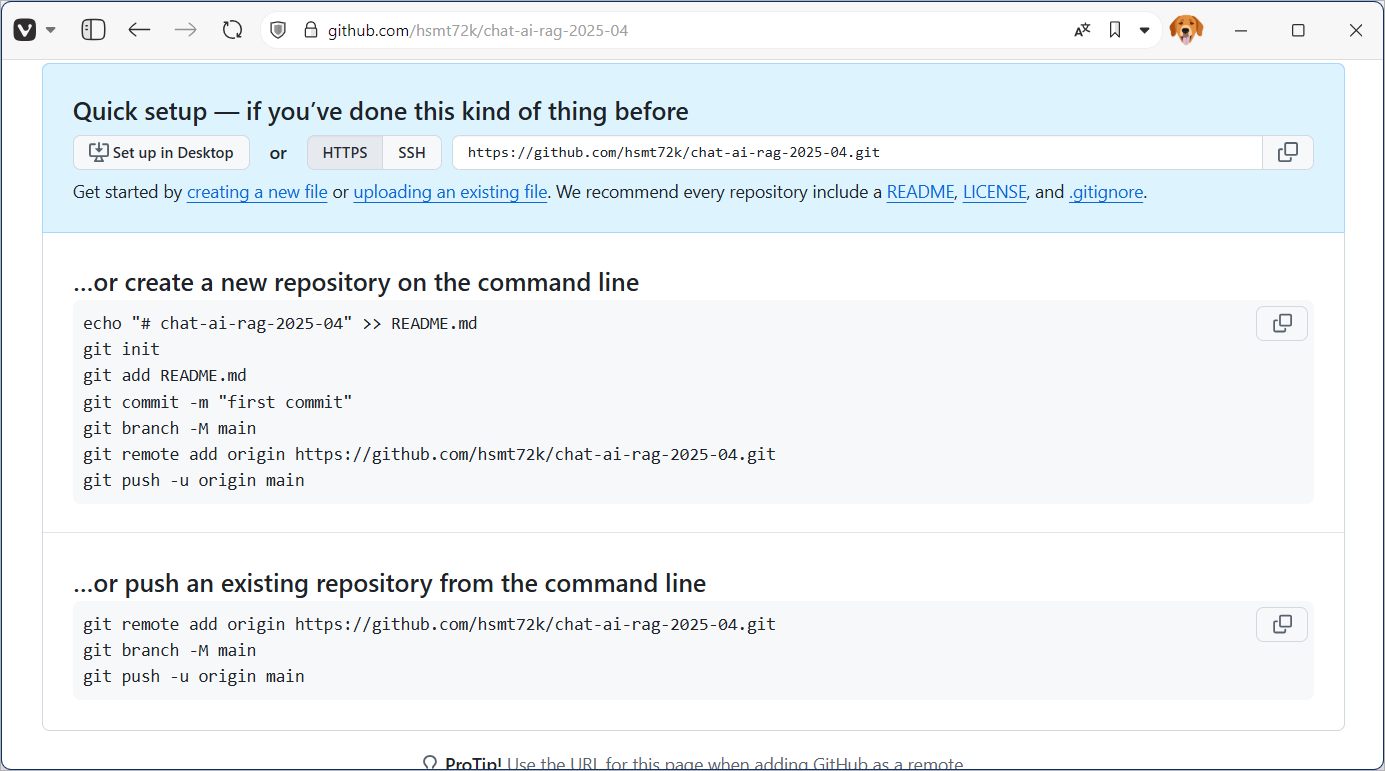 github.com/hsmt72k/chat-ai-rag-2025-04
Quick setup — if you’ve done this kind of thing before
Set up in Desktop or HTTPS SSH https://github.com/hsmt72k/chat-ai-rag-2025-04.git
Get started by creating a new file or uploading an existing file. We recommend every repository include a README, LICENSE, and .gitignore.
…or create a new repository on the command line
echo "# chat-ai-rag-2025-04" >> README.md
git init
git add README.md
git commit -m "first commit"
git branch -M main
git remote add origin https://github.com/hsmt72k/chat-ai-rag-2025-04.git
git push -u origin main
…or push an existing repository from the command line
git remote add origin https://github.com/hsmt72k/chat-ai-rag-2025-04.git
git branch -M main
git push -u origin main
ProTip! Use the URL for this page when adding GitHub as a remote